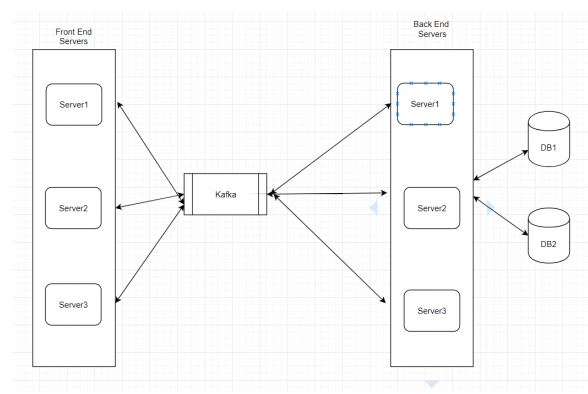 Front End
Servers
Server1
Server2
Server3
Kafka
Back End
Servers
Server1
Server2
Server3
DB1
DB2